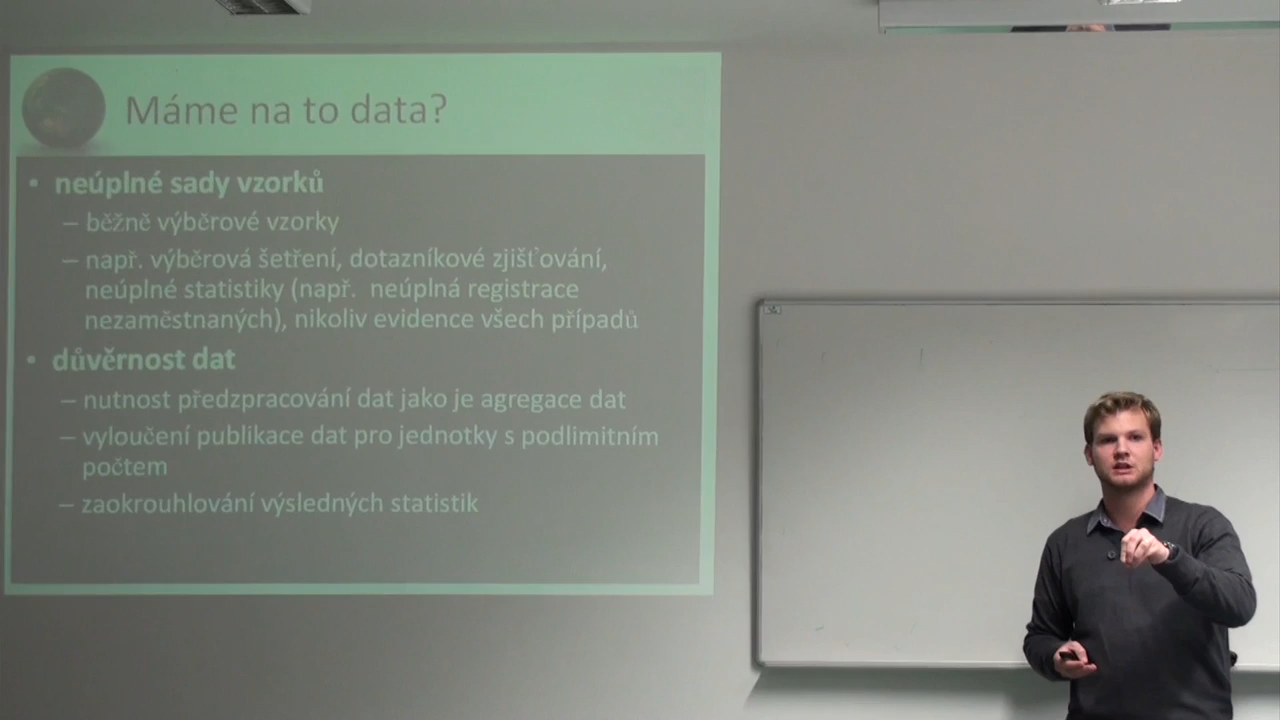 Máme na to data?
• neúplné sady vzorků
– běžně výběrové vzorky
– např. výběrová šetření, dotazníkové zjišťování,
neúplné statistiky (např. neúplná registrace
nezaměstnaných), nikoliv evidence všech případů
• důvěrnost dat
– nutnost předzpracování dat jako je agregace dat
– vyloučení publikace dat pro jednotky s podlimitním
počtem
– zaokrouhlování výsledných statistik